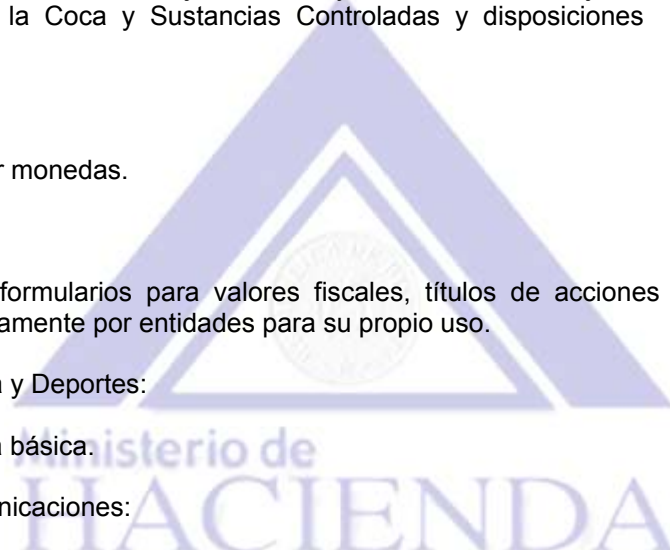 la Coca y Sustancias Controladas y disposiciones
monedas.
formularios para valores fiscales, títulos de acciones
amente por entidades para su propio uso.
y Deportes:
básica.
Ministerio de
nicaciones:
HACIENDA